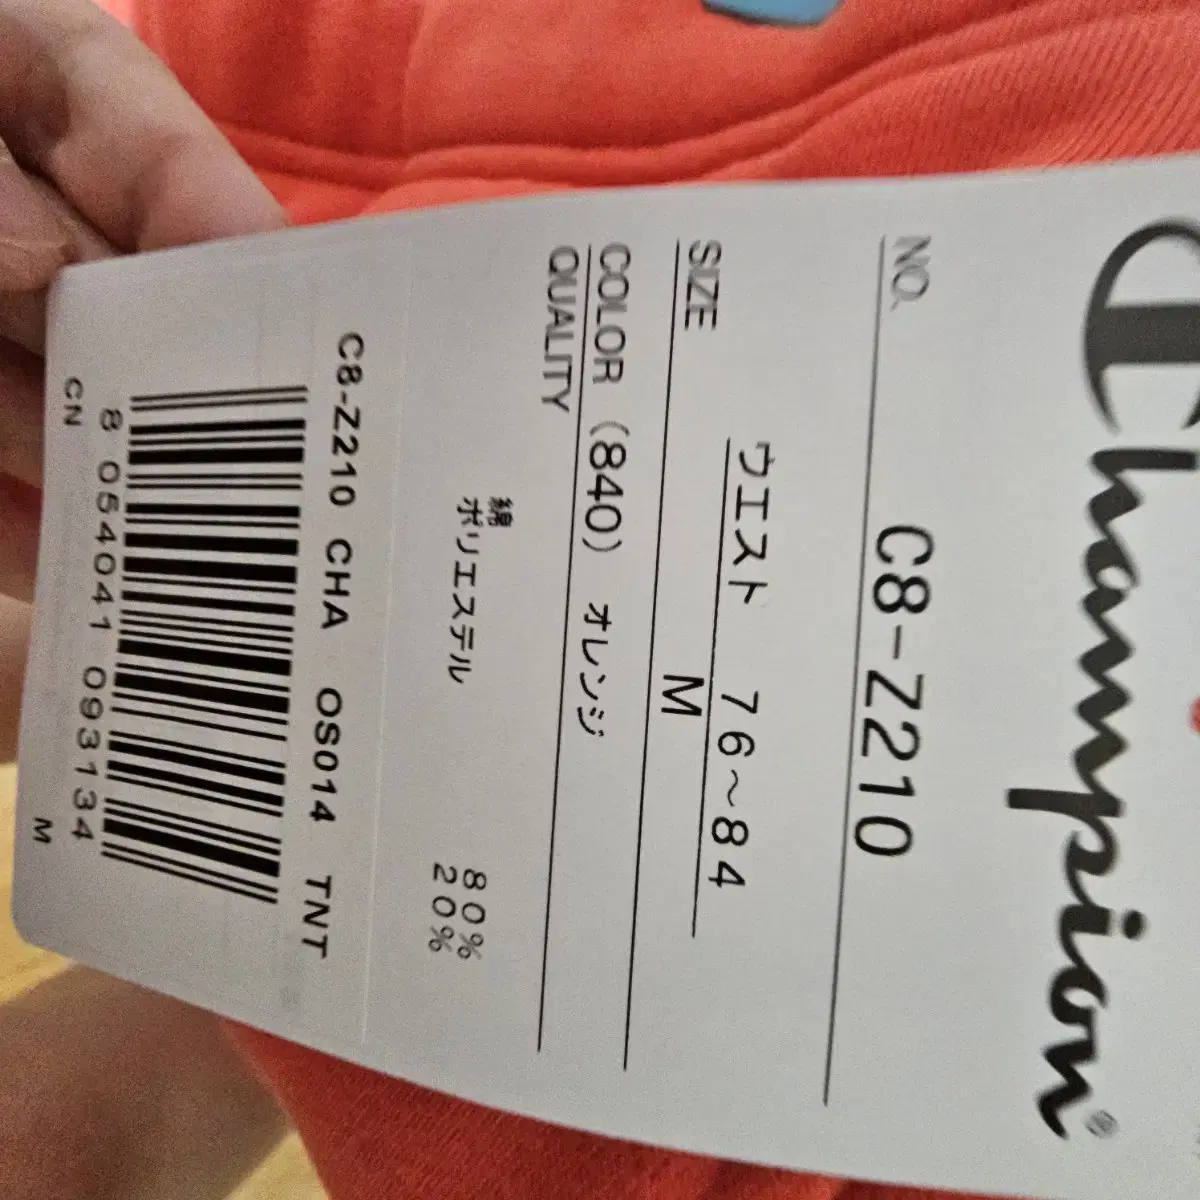 Champion®
NO. C8-Z210
ウエスト 76～84
SIZE M
COLOR (840) オレンジ
QUALITY
綿 80%
ポリエステル 20%
C8-Z210 CHA OS014 TNT
8 054041 093134
CN M